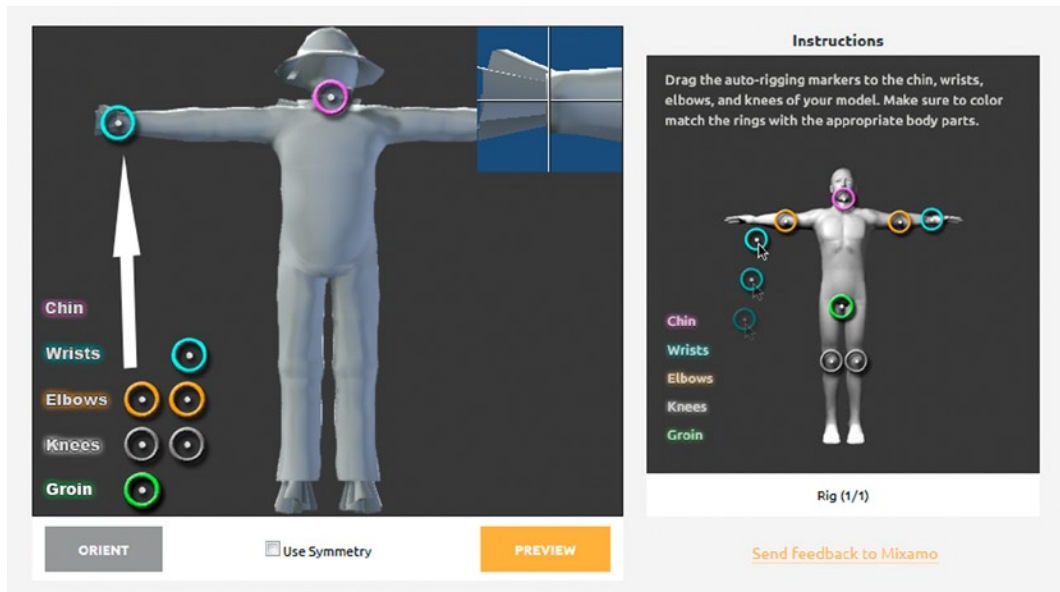 Chin
Wrists
Elbows
Knees
Groin
ORIENT
Use Symmetry
PREVIEW
Instructions
Drag the auto-rigging markers to the chin, wrists,
elbows, and knees of your model. Make sure to color
match the rings with the appropriate body parts.
Chin
Wrists
Elbows
Knees
Groin
Rig (1/1)
Send feedback to Mixamo